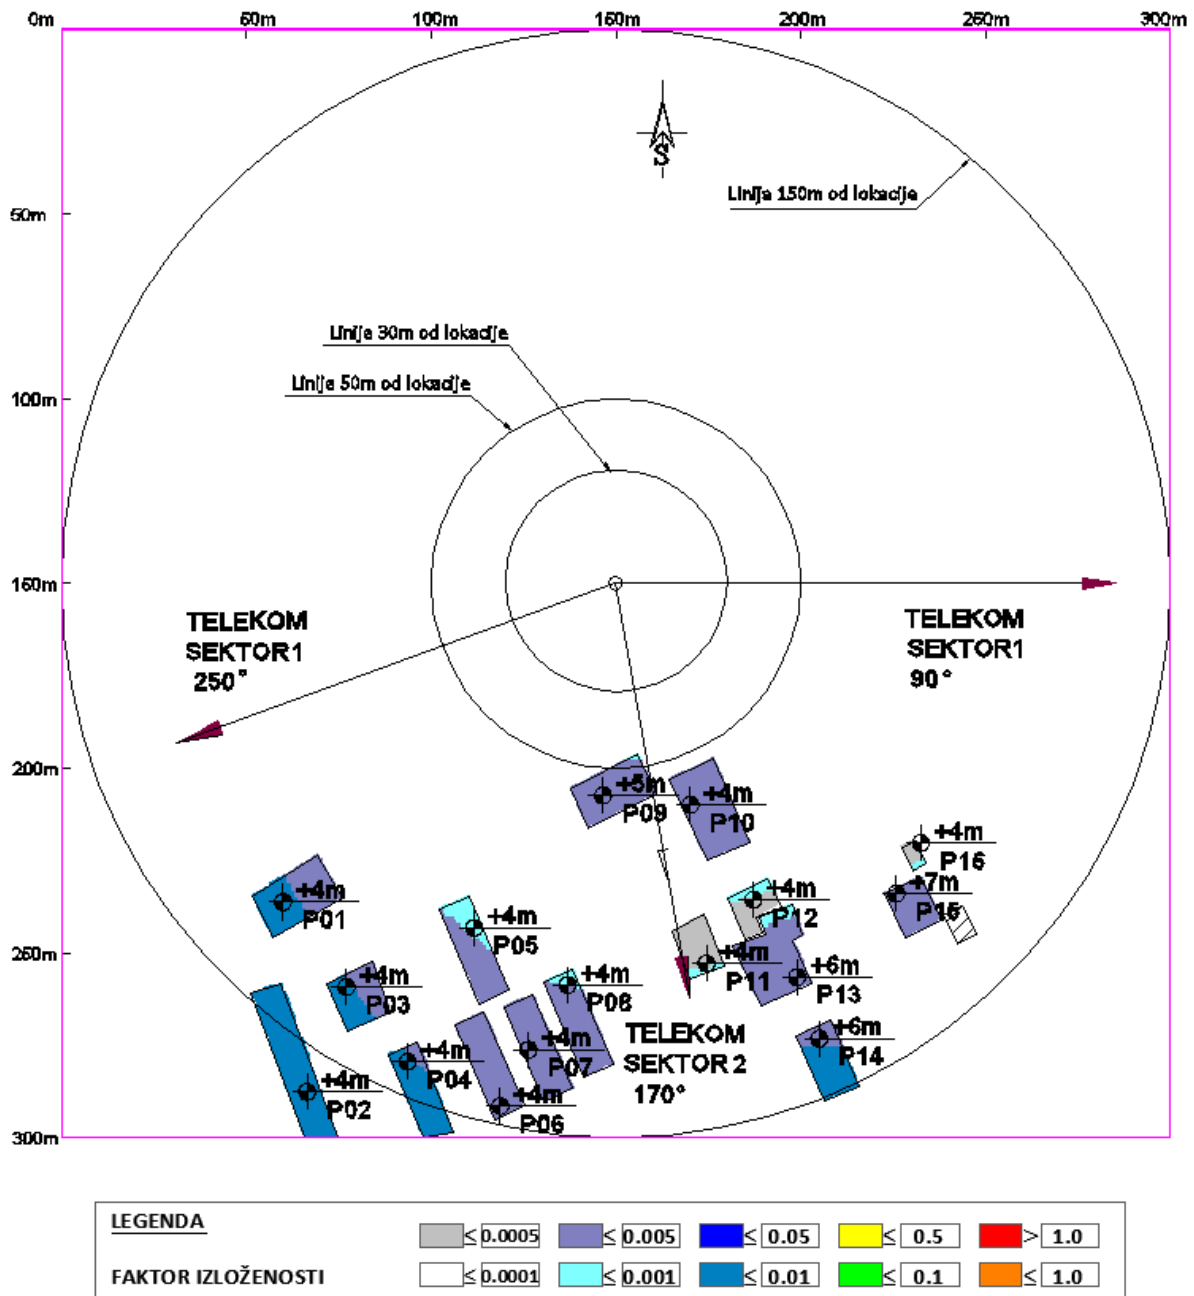 0m 50m 100m 150m 200m 250m 300m
S
Linija 150m od lokacije
50m
Linija 30m od lokacije
Linija 50m od lokacije
100m
150m
TELEKOM
SEKTOR1
250°
TELEKOM
SEKTOR1
90°
200m
+5m
P09
+4m
P10
+4m
P16
+7m
P15
+4m
P01
+4m
P05
+4m
P12
250m
+4m
P11
+6m
P13
+4m
P03
+4m
P08
TELEKOM
SEKTOR 2
170°
+6m
P14
+4m
P04
+4m
P07
+4m
P02
+4m
P06
300m
LEGENDA
≤ 0.0005 ≤ 0.005 ≤ 0.05 ≤ 0.5 > 1.0
FAKTOR IZLOŽENOSTI ≤ 0.0001 ≤ 0.001 ≤ 0.01 ≤ 0.1 ≤ 1.0